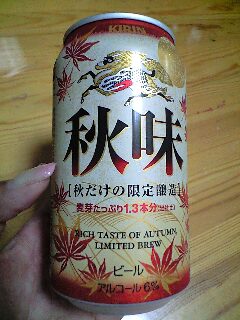 KIRIN
秋味
[秋だけの限定醸造]
麦芽たっぷり1.3本分
RICH TASTE OF AUTUMN,
LIMITED BREW
ビール
アルコール6%